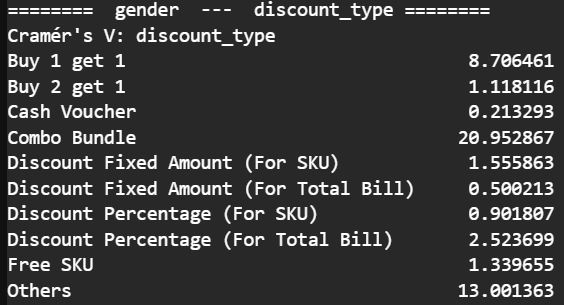 ======== gender --- discount_type ========
Cramér's V: discount_type
Buy 1 get 1 8.706461
Buy 2 get 1 1.118116
Cash Voucher 0.213293
Combo Bundle 20.952867
Discount Fixed Amount (For SKU) 1.555863
Discount Fixed Amount (For Total Bill) 0.500213
Discount Percentage (For SKU) 0.901807
Discount Percentage (For Total Bill) 2.523699
Free SKU 1.339655
Others 13.001363